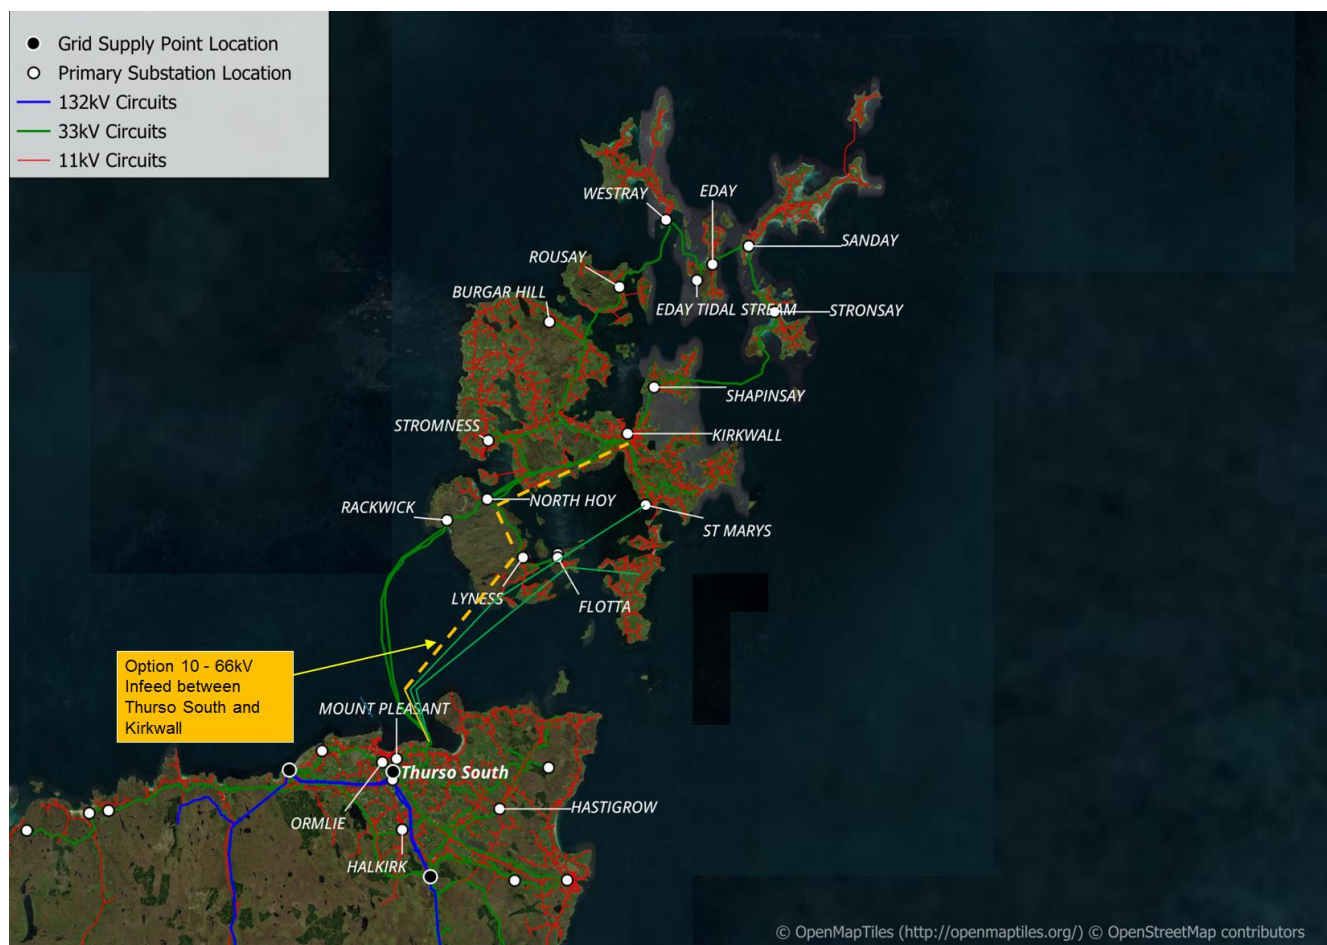 Grid Supply Point Location
Primary Substation Location
132kV Circuits
33kV Circuits
11kV Circuits
WESTRAY
EDAY
SANDAY
ROUSAY
BURGAR HILL
EDAY TIDAL STREAM
STRONSAY
SHAPINSAY
STROMNESS
KIRKWALL
RACKWICK
NORTH HOY
ST MARYS
LYNESS
FLOTTA
Option 10 - 66kV
Infeed between
Thurso South and
Kirkwall
MOUNT PLEASANT
Thurso South
HASTIGROW
ORMLIE
HALKIRK
© OpenMapTiles (http://openmaptiles.org/) © OpenStreetMap contributors